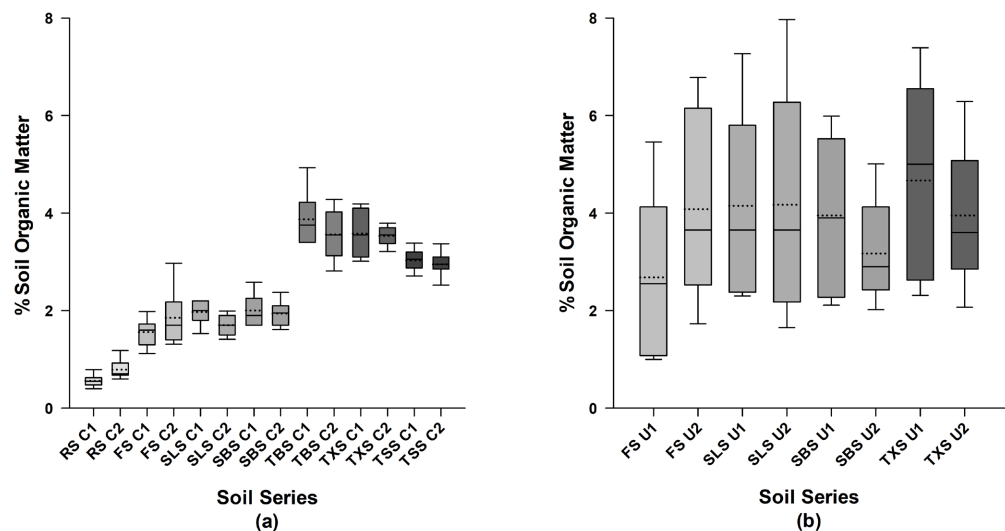 % Soil Organic Matter
8
6
4
2
0
RS C1
RS C2
FS C1
FS C2
SLS C1
SLS C2
SBS C1
SBS C2
TBS C1
TBS C2
TXS C1
TXS C2
TSS C1
TSS C2
Soil Series
(a)
% Soil Organic Matter
8
6
4
2
0
FS U1
FS U2
SLS U1
SLS U2
SBS U1
SBS U2
TXS U1
TXS U2
Soil Series
(b)